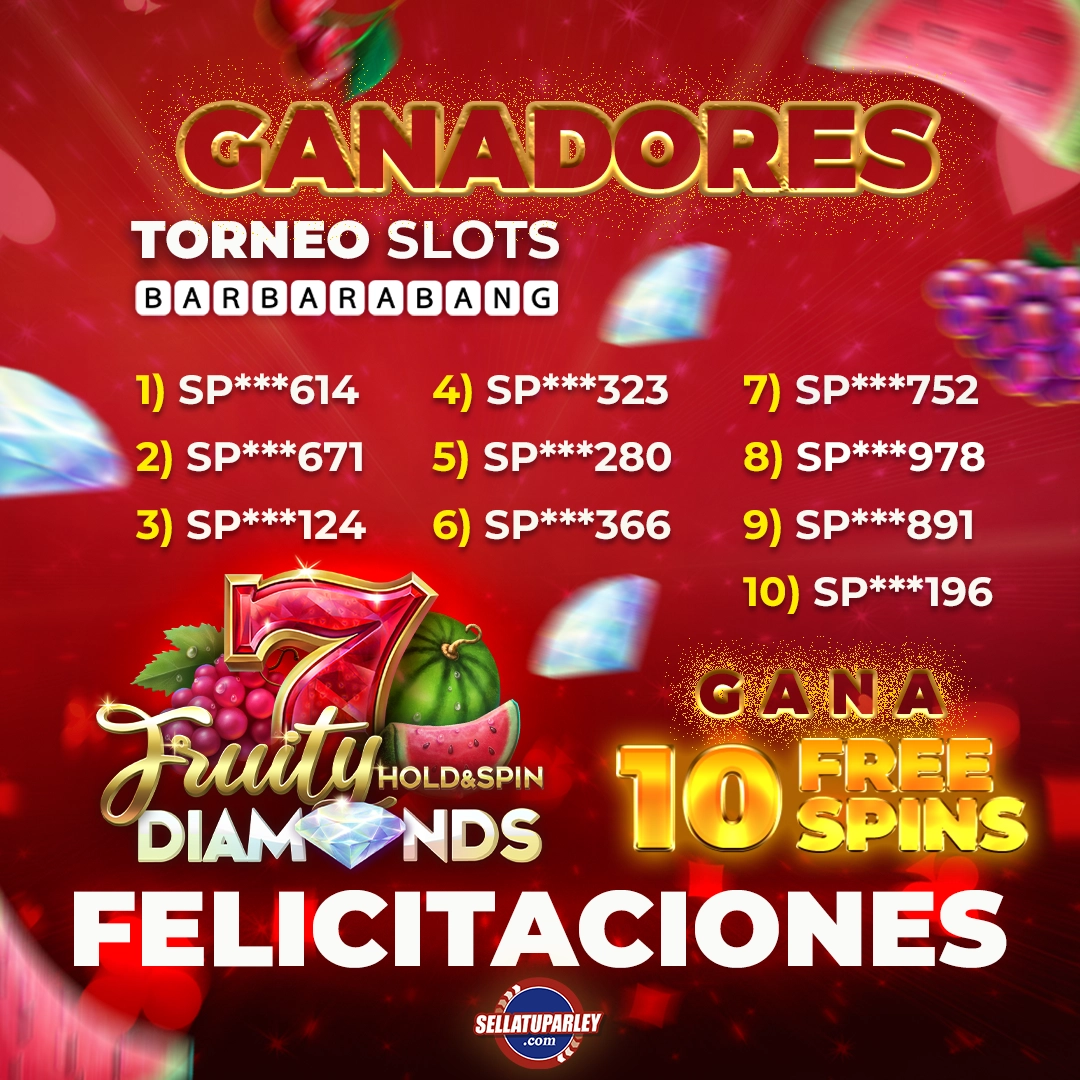 GANADORES
TORNEO SLOTS
BARBARABANG
1) SP***614
2) SP***671
3) SP***124
4) SP***323
5) SP***280
6) SP***366
7) SP***752
8) SP***978
9) SP***891
10) SP***196
7
Fruity HOLD&SPIN
DIAMONDS
GANA
10 FREE
SPINS
FELICITACIONES
SELLATUPARLEY
.com